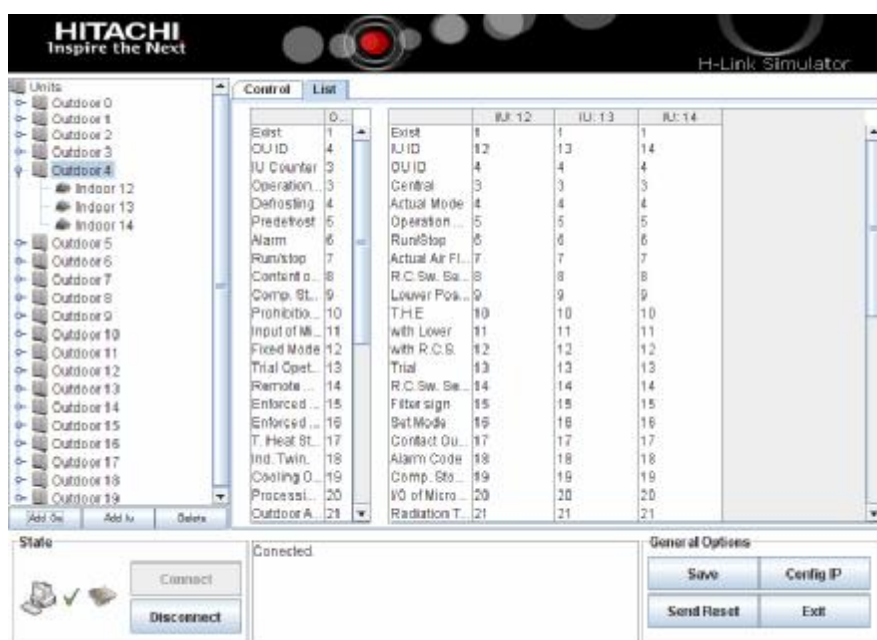 HITACHI
Inspire the Next
H-Link Simulator
Units
Outdoor 0
Outdoor 1
Outdoor 2
Outdoor 3
Outdoor 4
Indoor 12
Indoor 13
Indoor 14
Outdoor 5
Outdoor 6
Outdoor 7
Outdoor 8
Outdoor 9
Outdoor 10
Outdoor 11
Outdoor 12
Outdoor 13
Outdoor 14
Outdoor 15
Outdoor 16
Outdoor 17
Outdoor 18
Outdoor 19
Add Ou Add Iu Delete
Control List
O...
Exist 1
OU ID 4
IU Counter 3
Operation... 3
Defrosting 4
Predefrost 5
Alarm 6
Run/stop 7
Content o... 8
Comp. St... 9
Prohibitio... 10
Input of Mi... 11
Fixed Mode 12
Trial Oper... 13
Remote ... 14
Enforced ... 15
Enforced ... 16
T. Heat St... 17
Ind. Twin, 18
Cooling O... 19
Processi... 20
Outdoor A... 21
IU: 12 IU: 13 IU: 14
Exist 1 1 1
IU ID 12 13 14
OU ID 4 4 4
Central 3 3 3
Actual Mode 4 4 4
Operation ... 5 5 5
Run/Stop 6 6 6
Actual Air Fl... 7 7 7
R.C. Sw. Se... 8 8 8
Louver Pos... 9 9 9
T.H.E 10 10 10
with Lover 11 11 11
with R.C.S. 12 12 12
Trial 13 13 13
R.C. Sw. Se... 14 14 14
Filter sign 15 15 15
Set Mode 16 16 16
Contact Ou... 17 17 17
Alarm Code 18 18 18
Comp. Sto... 19 19 19
I/O of Micro... 20 20 20
Radiation T... 21 21 21
State
Connect
Disconnect
Conected.
General Options
Save Config IP
Send Reset Exit